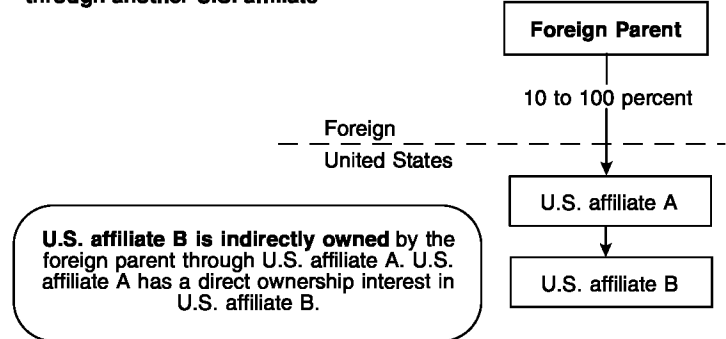 through another U.S. affiliate
Foreign Parent
10 to 100 percent
Foreign
United States
U.S. affiliate A
U.S. affiliate B is indirectly owned by the
foreign parent through U.S. affiliate A. U.S.
affiliate A has a direct ownership interest in
U.S. affiliate B.
U.S. affiliate B